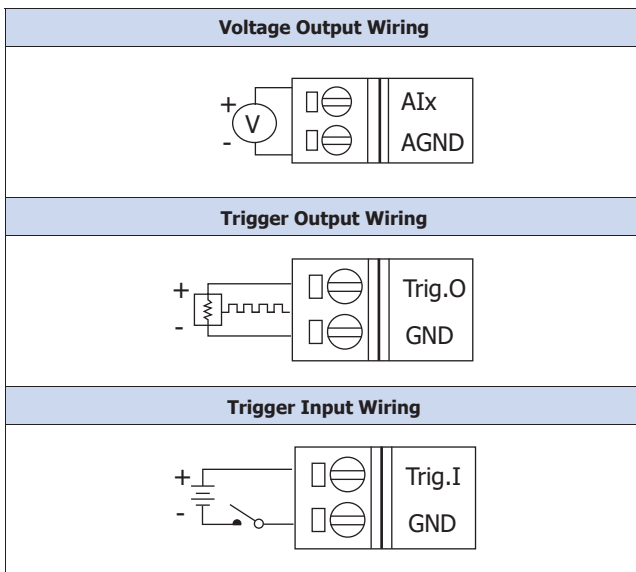 Voltage Output Wiring
+
V
-
AIx
AGND
Trigger Output Wiring
+
-
Trig.O
GND
Trigger Input Wiring
+
-
Trig.I
GND